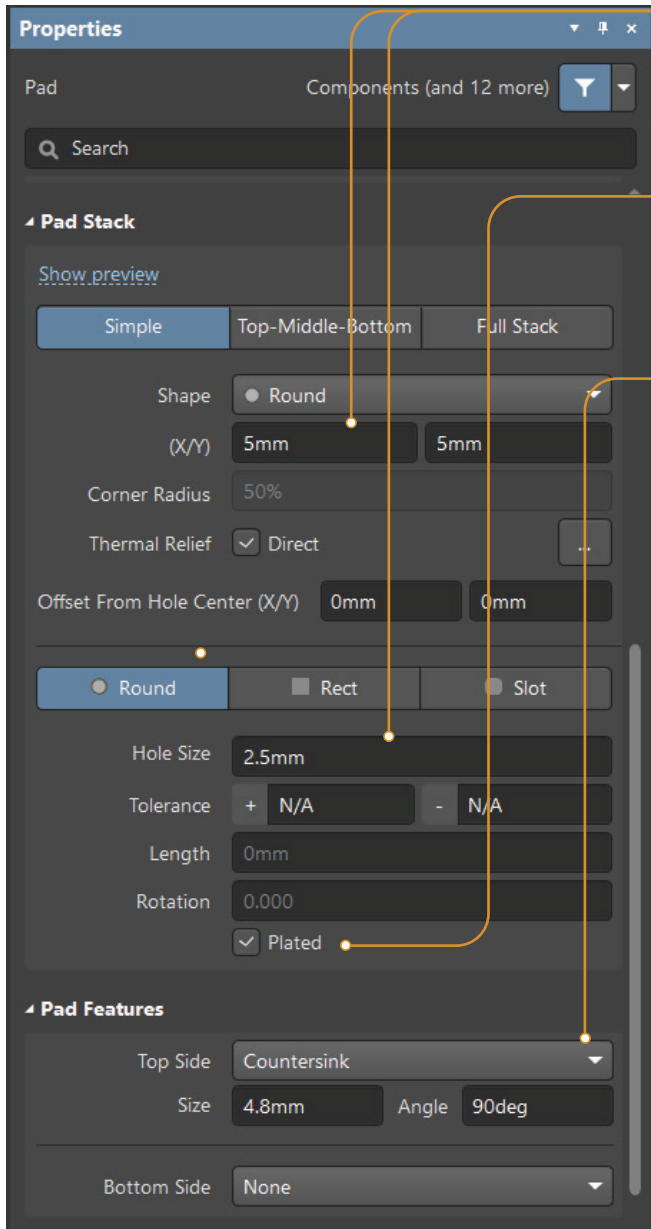 Properties
Pad Components (and 12 more)
Search
Pad Stack
Show preview
Simple Top-Middle-Bottom Full Stack
Shape Round
(X/Y) 5mm 5mm
Corner Radius 50%
Thermal Relief Direct ...
Offset From Hole Center (X/Y) 0mm 0mm
Round Rect Slot
Hole Size 2.5mm
Tolerance + N/A - N/A
Length 0mm
Rotation 0.000
Plated
Pad Features
Top Side Countersink
Size 4.8mm Angle 90deg
Bottom Side None